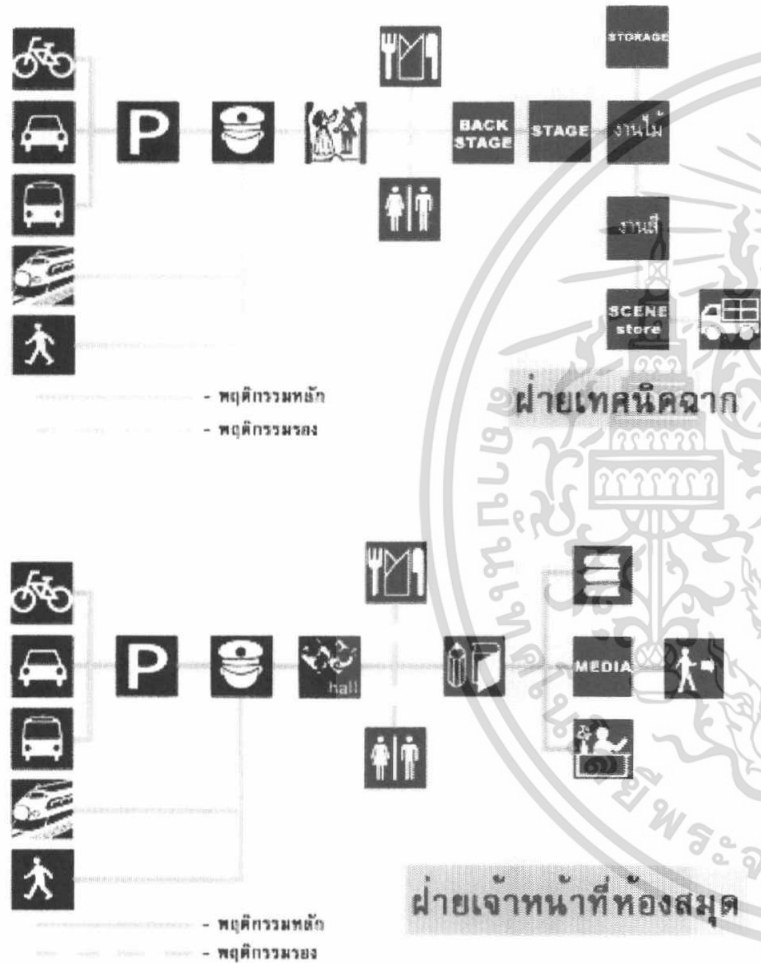 STORAGE
P
BACK
STAGE
STAGE
งานไม้
งานสี
SCENE
store
ฝ่ายเทคนิคฉาก
- พฤติกรรมหลัก
- พฤติกรรมรอง
P
hall
MEDIA
ฝ่ายเจ้าหน้าที่ห้องสมุด
- พฤติกรรมหลัก
- พฤติกรรมรอง